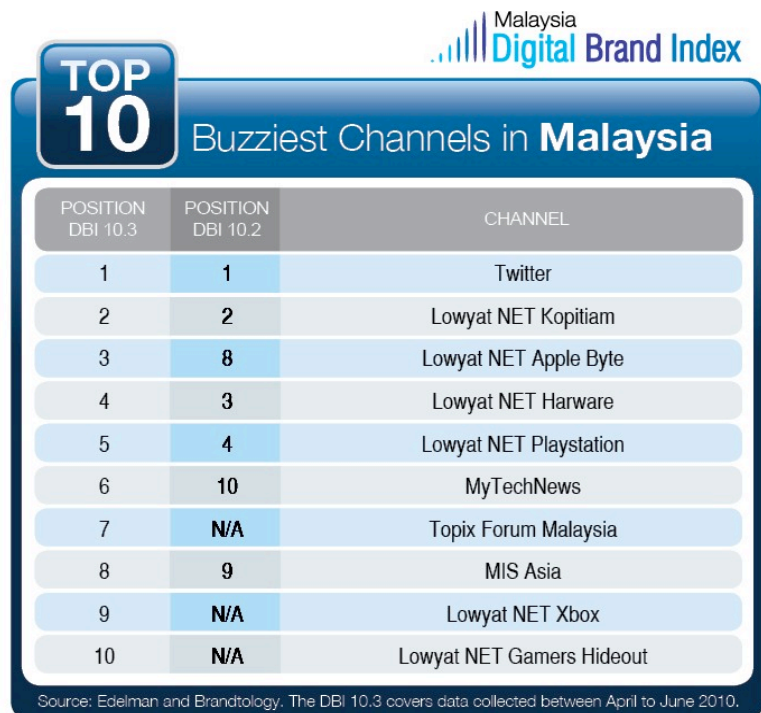 Malaysia
Digital Brand Index
TOP
10
Buzziest Channels in Malaysia
POSITION DBI 10.3 POSITION DBI 10.2 CHANNEL
1 1 Twitter
2 2 Lowyat NET Kopitiam
3 8 Lowyat NET Apple Byte
4 3 Lowyat NET Harware
5 4 Lowyat NET Playstation
6 10 MyTechNews
7 N/A Topix Forum Malaysia
8 9 MIS Asia
9 N/A Lowyat NET Xbox
10 N/A Lowyat NET Gamers Hideout
Source: Edelman and Brandtology. The DBI 10.3 covers data collected between April to June 2010.